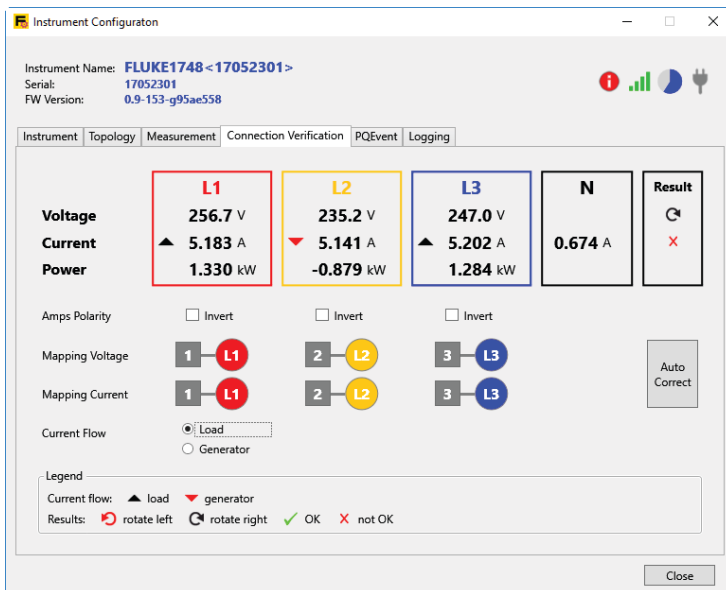 Instrument Configuraton
Instrument Name: FLUKE1748<17052301>
Serial: 17052301
FW Version: 0.9-153-g95ae558
Instrument Topology Measurement Connection Verification PQEvent Logging
L1 L2 L3 N Result
Voltage 256.7 V 235.2 V 247.0 V
Current 5.183 A 5.141 A 5.202 A 0.674 A
Power 1.330 kW -0.879 kW 1.284 kW
Amps Polarity Invert Invert Invert
Mapping Voltage 1 L1 2 L2 3 L3
Mapping Current 1 L1 2 L2 3 L3
Auto
Correct
Current Flow Load
Generator
Legend
Current flow: load generator
Results: rotate left rotate right OK not OK
Close